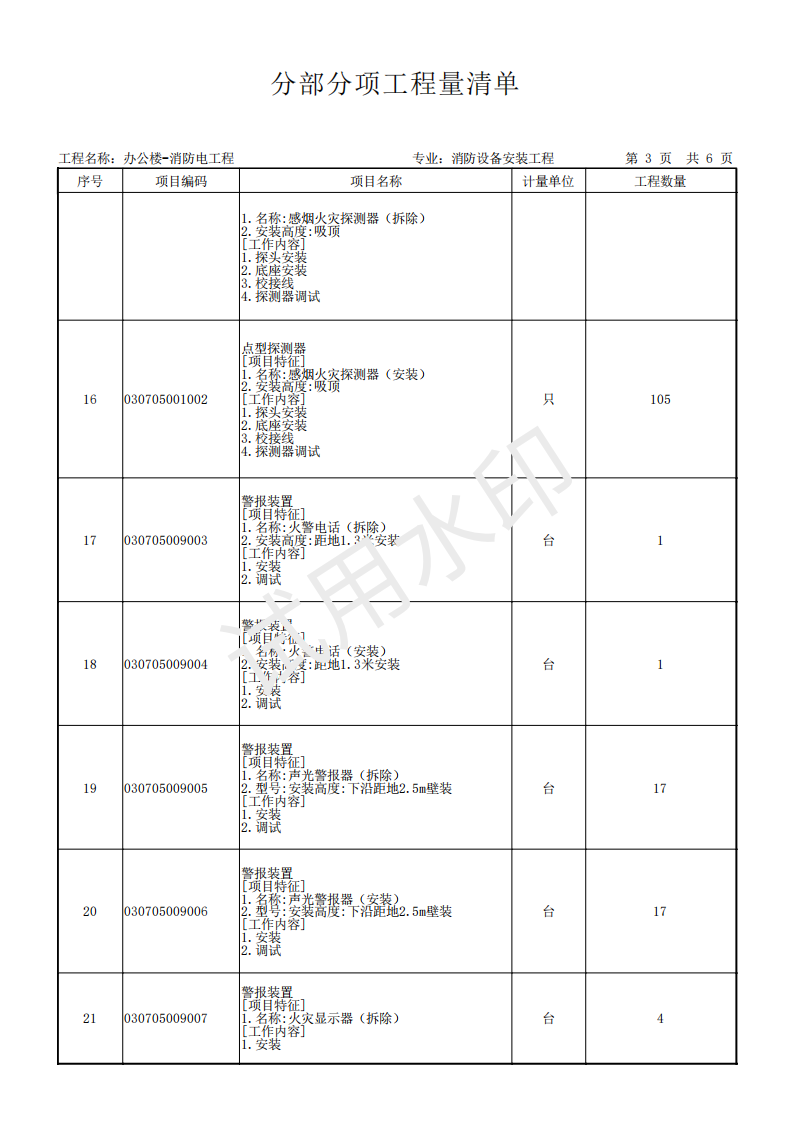 分部分项工程量清单
工程名称：办公楼-消防电工程 专业：消防设备安装工程 第 3 页 共 6 页
序号 项目编码 项目名称 计量单位 工程数量
1.名称:感烟火灾探测器（拆除）
2.安装高度:吸顶
[工作内容]
1.探头安装
2.底座安装
3.校接线
4.探测器调试
点型探测器
[项目特征]
1.名称:感烟火灾探测器（安装）
2.安装高度:吸顶
16 030705001002 [工作内容] 只 105
1.探头安装
2.底座安装
3.校接线
4.探测器调试
警报装置
[项目特征]
1.名称:火警电话（拆除）
17 030705009003 2.安装高度:距地1.3米安装 台 1
[工作内容]
1.安装
2.调试
警报装置
[项目特征]
1.名称:火警电话（安装）
18 030705009004 2.安装高度:距地1.3米安装 台 1
[工作内容]
1.安装
2.调试
警报装置
[项目特征]
1.名称:声光警报器（拆除）
19 030705009005 2.型号:安装高度:下沿距地2.5m壁装 台 17
[工作内容]
1.安装
2.调试
警报装置
[项目特征]
1.名称:声光警报器（安装）
20 030705009006 2.型号:安装高度:下沿距地2.5m壁装 台 17
[工作内容]
1.安装
2.调试
警报装置
[项目特征]
21 030705009007 1.名称:火灾显示器（拆除） 台 4
[工作内容]
1.安装
试用水印